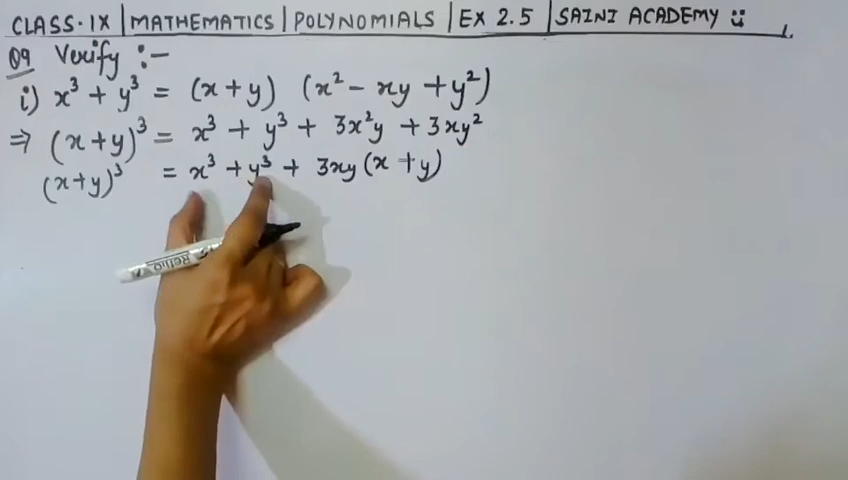 CLASS·IX | MATHEMATICS | POLYNOMIALS | EX 2.5 | SAINI ACADEMY
Q9 Verify :-
i) x³ + y³ = (x+y) (x² - xy + y²)
⇒ (x+y)³ = x³ + y³ + 3x²y + 3xy²
(x+y)³ = x³ + y³ + 3xy (x + y)
Rello